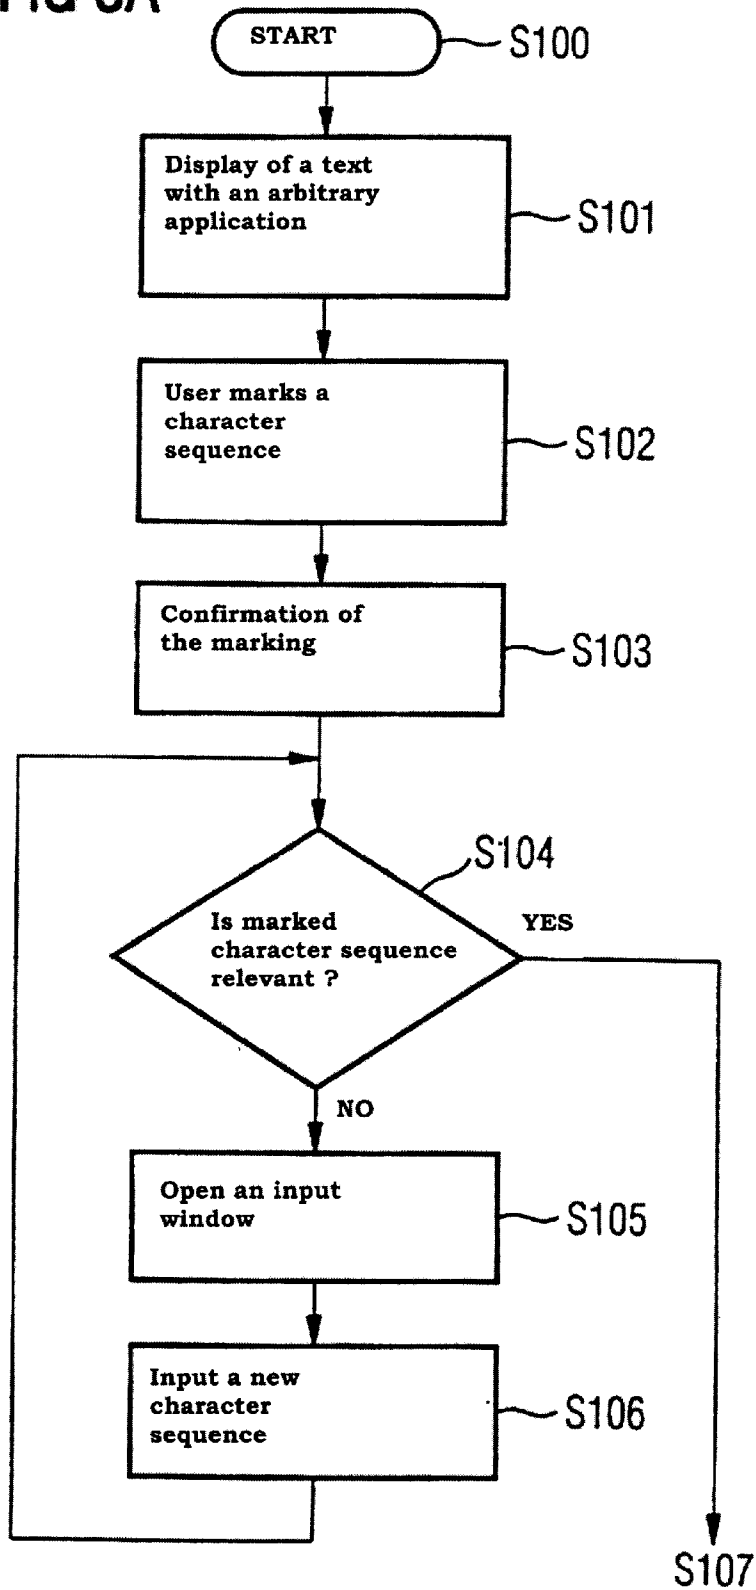 START
S100
Display of a text
with an arbitrary
application
S101
User marks a
character
sequence
S102
Confirmation of
the marking
S103
S104
Is marked
character sequence
relevant ?
YES
NO
Open an input
window
S105
Input a new
character
sequence
S106
S107